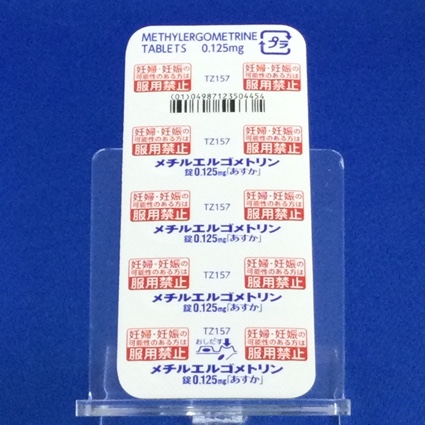 METHYLERGOMETRINE
TABLETS 0.125mg
プラ
妊婦・妊娠の
可能性のある方は
服用禁止
TZ157
妊婦・妊娠の
可能性のある方は
服用禁止
(01)04987123504454
妊婦・妊娠の
可能性のある方は
服用禁止
TZ157
妊婦・妊娠の
可能性のある方は
服用禁止
メチルエルゴメトリン
錠0.125mg「あすか」
妊婦・妊娠の
可能性のある方は
服用禁止
TZ157
妊婦・妊娠の
可能性のある方は
服用禁止
メチルエルゴメトリン
錠0.125mg「あすか」
妊婦・妊娠の
可能性のある方は
服用禁止
TZ157
妊婦・妊娠の
可能性のある方は
服用禁止
メチルエルゴメトリン
錠0.125mg「あすか」
妊婦・妊娠の
可能性のある方は
服用禁止
TZ157
おしだす
妊婦・妊娠の
可能性のある方は
服用禁止
メチルエルゴメトリン
錠0.125mg「あすか」